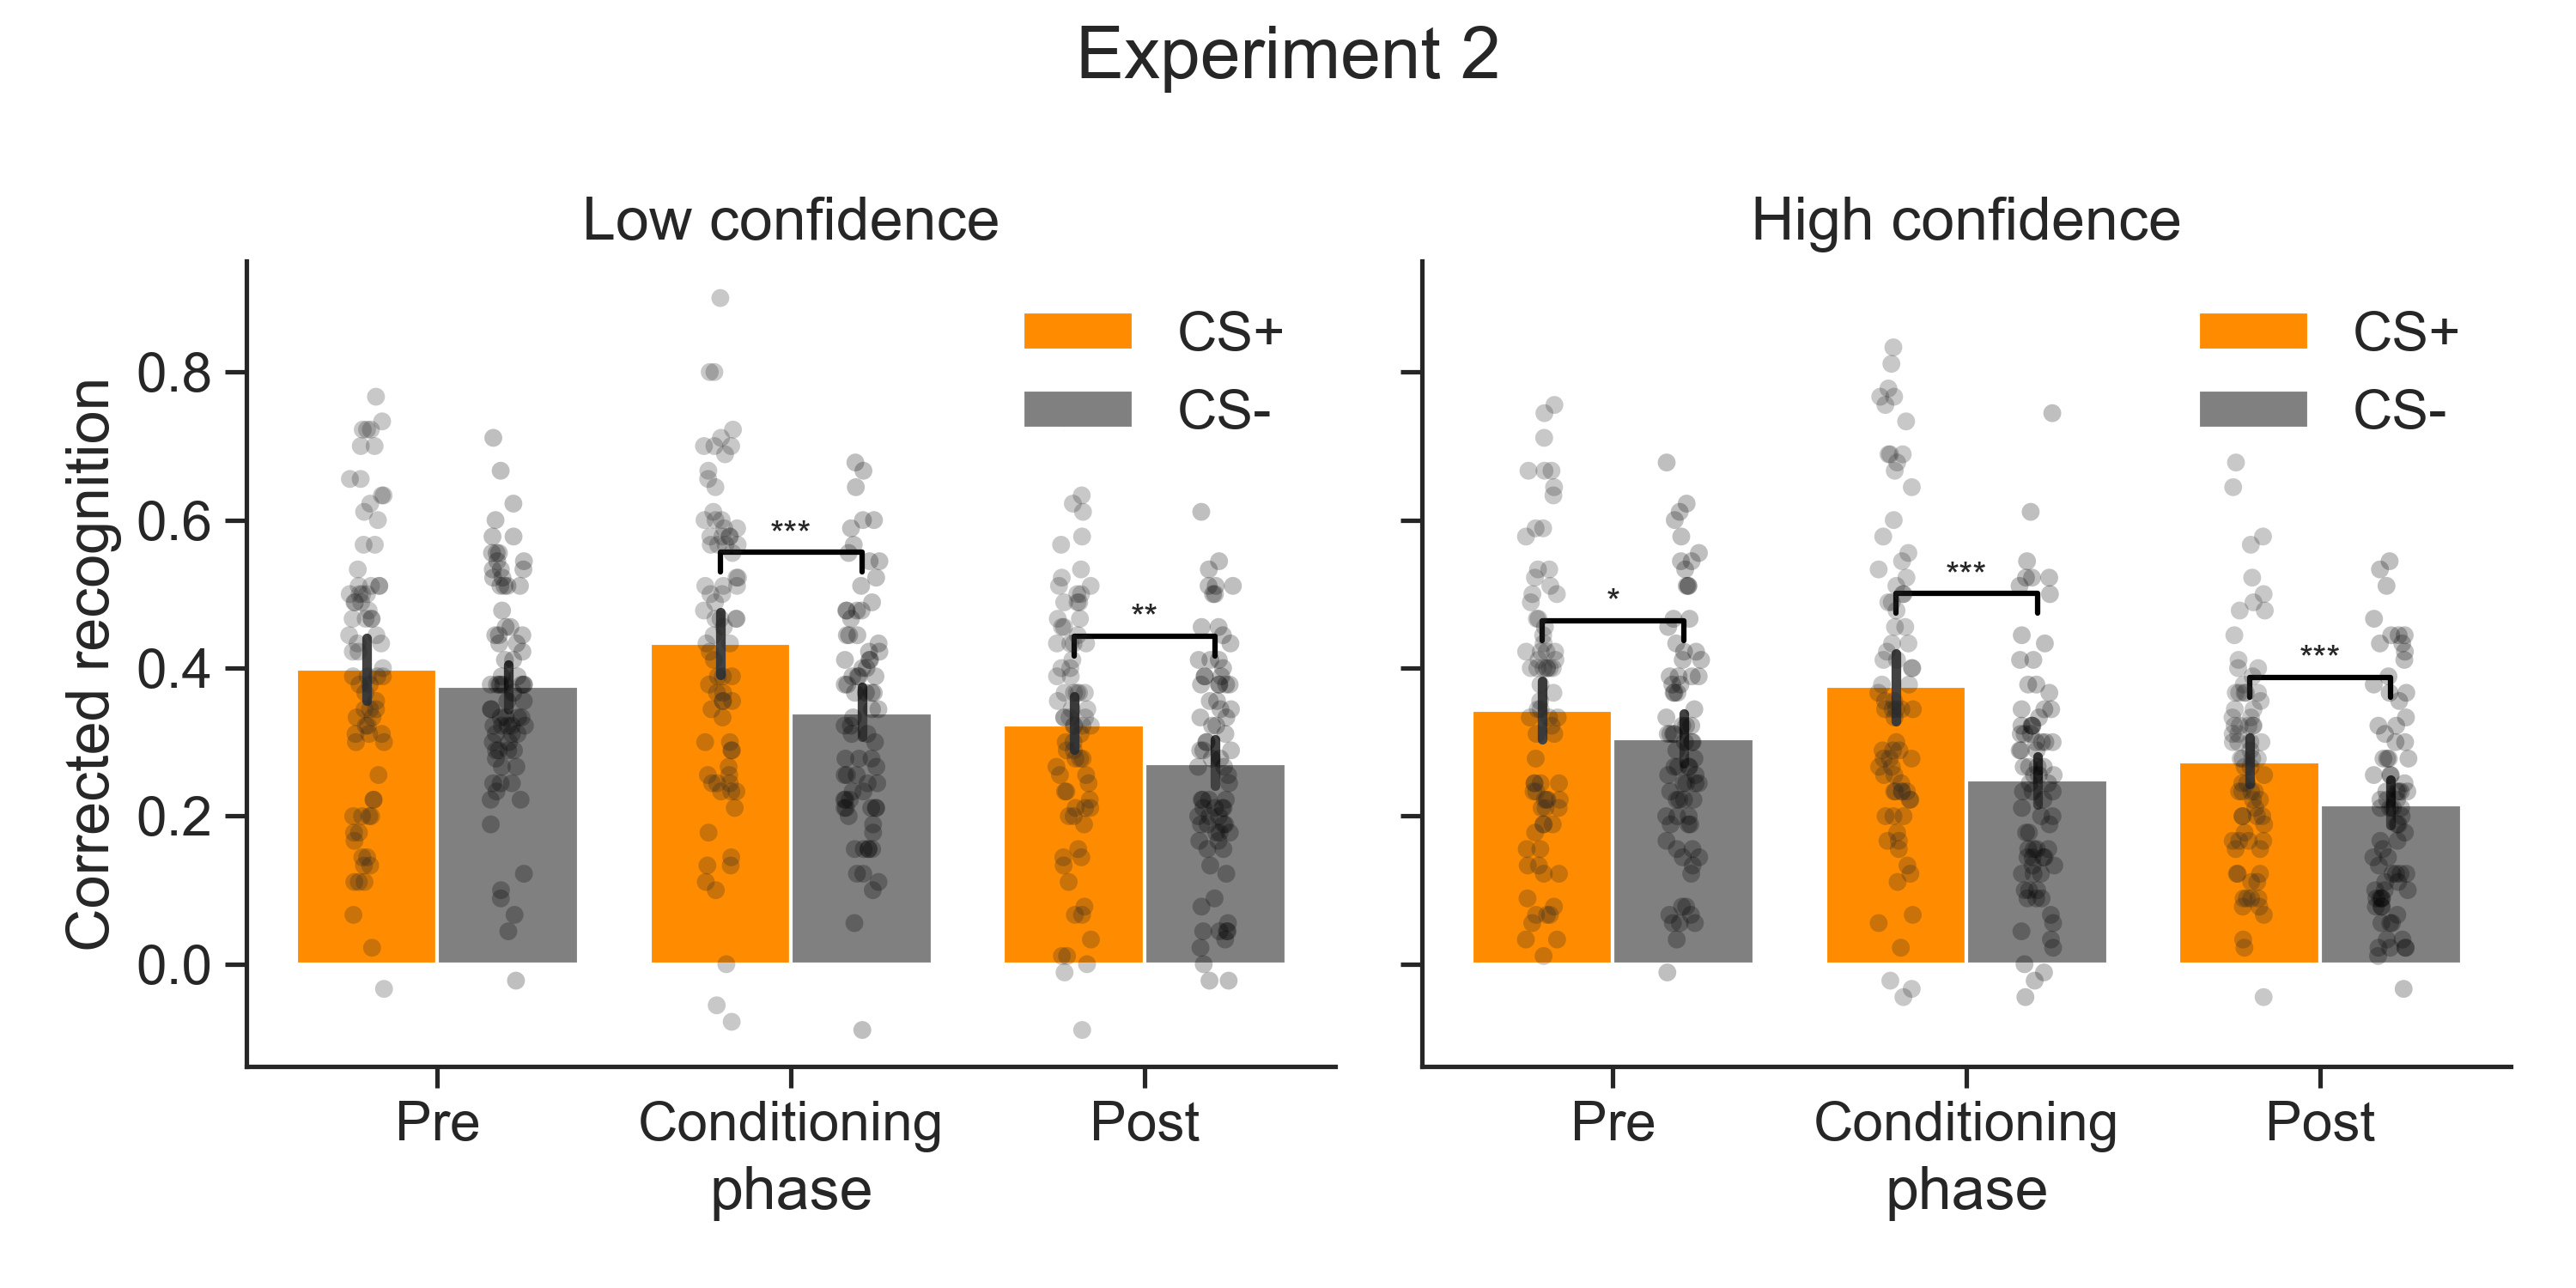 Experiment 2
Low confidence
CS+
CS-
***
**
Corrected recognition
0.8
0.6
0.4
0.2
0.0
Pre
Conditioning
Post
phase
High confidence
CS+
CS-
*
***
***
Pre
Conditioning
Post
phase